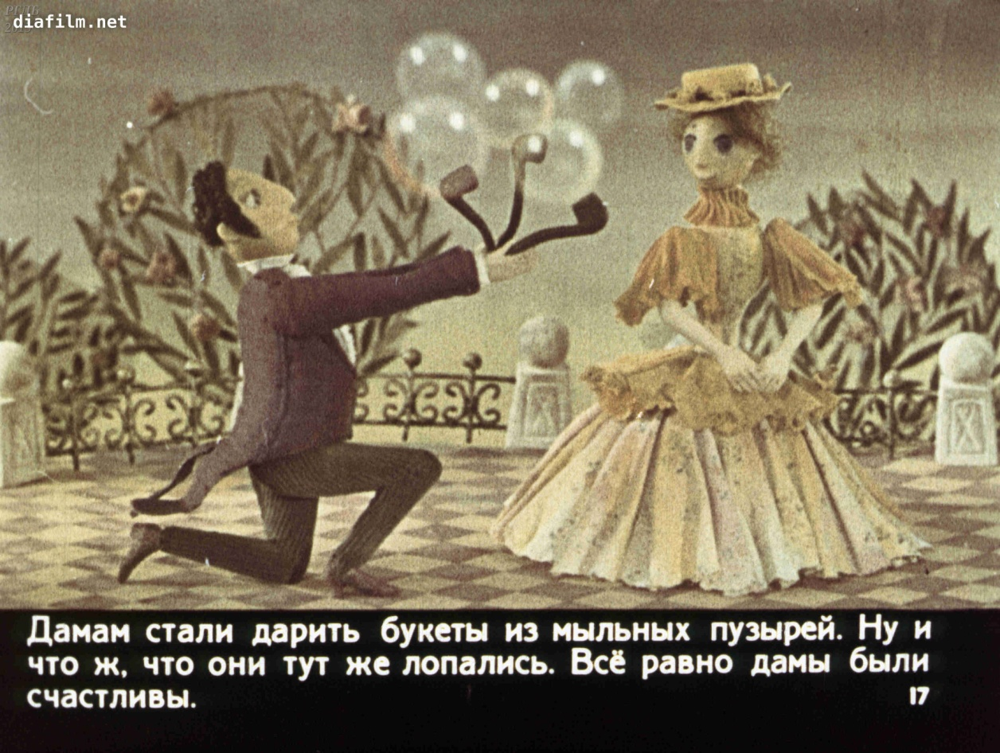 diafilm.net
Дамам стали дарить букеты из мыльных пузырей. Ну и
что ж, что они тут же лопались. Всё равно дамы были
счастливы.
17